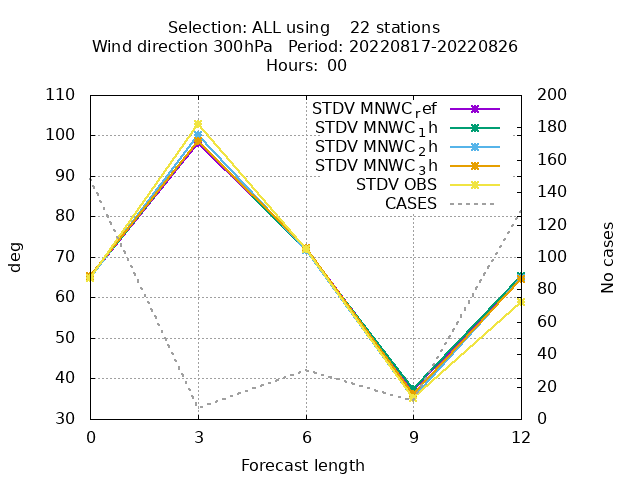 Selection: ALL using    22 stations
Wind direction 300hPa   Period: 20220817-20220826
Hours:  00
110
100
90
80
70
60
50
40
30
200
180
160
140
120
100
80
60
40
20
0
STDV MNWC_ref
STDV MNWC_1h
STDV MNWC_2h
STDV MNWC_3h
STDV OBS
CASES
deg
No cases
0
3
6
9
12
Forecast length